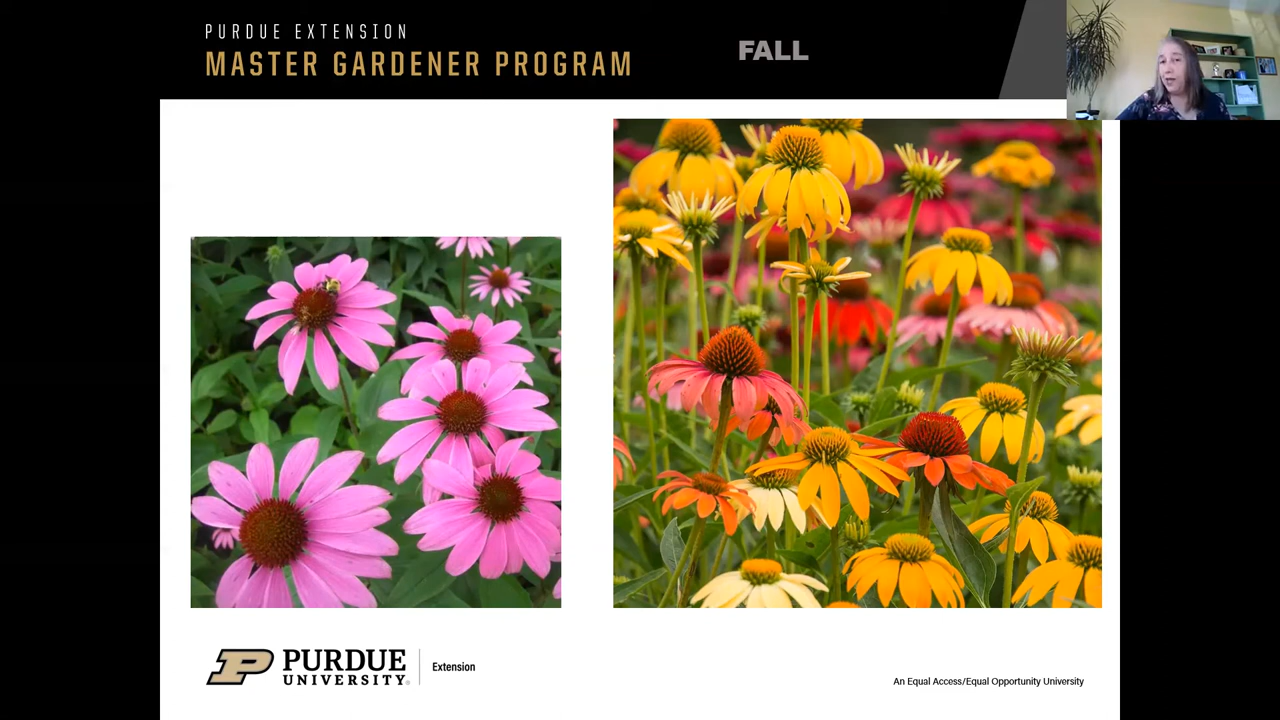 PURDUE EXTENSION
MASTER GARDENER PROGRAM
FALL
PURDUE
UNIVERSITY®
Extension
An Equal Access/Equal Opportunity University